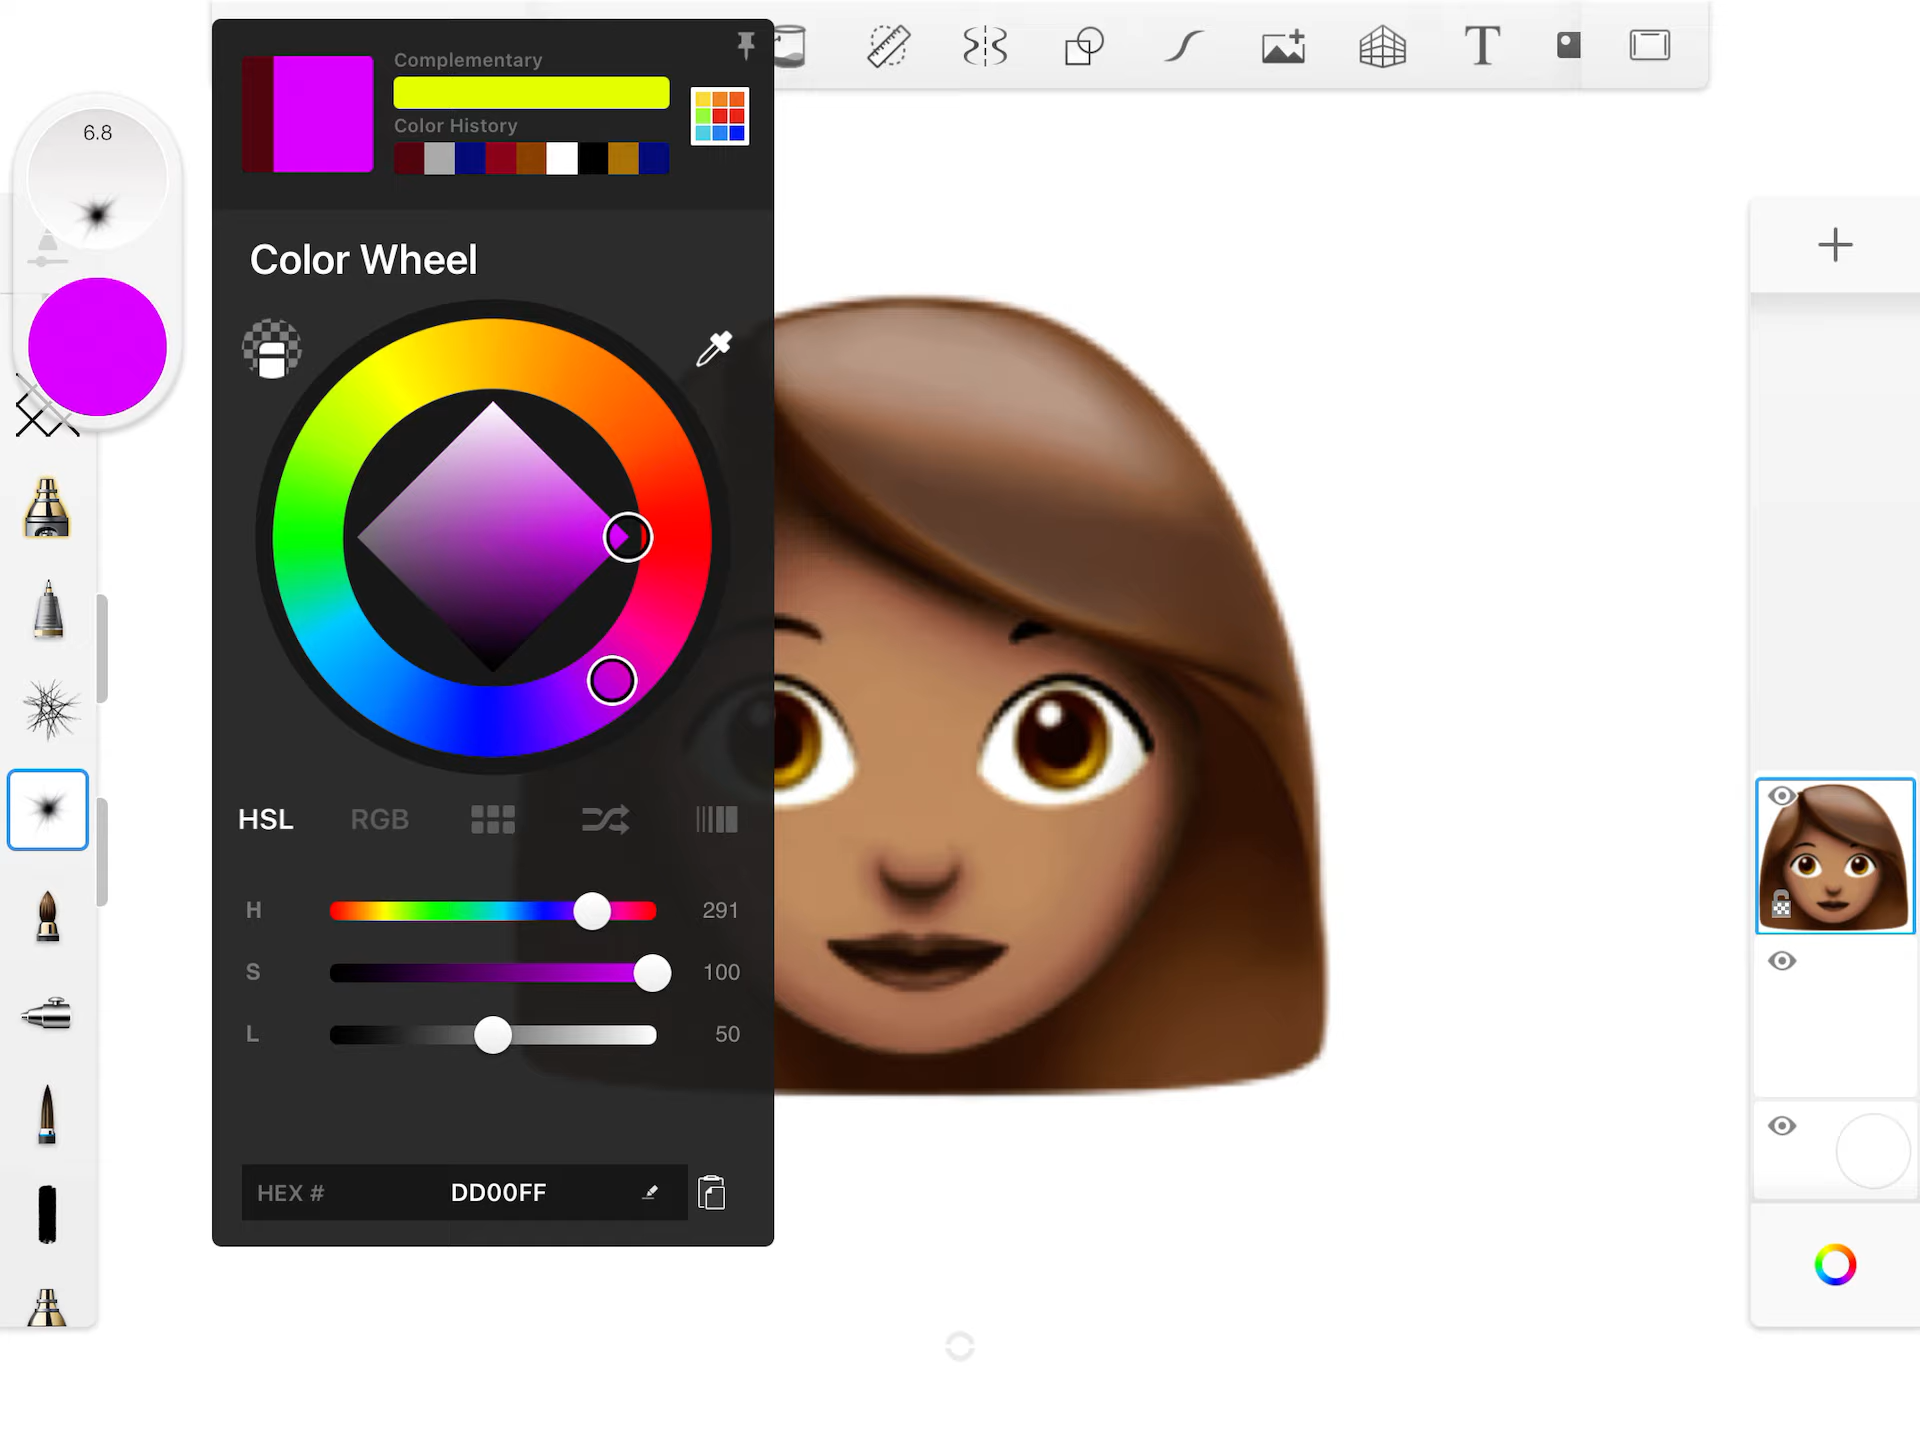 Complementary
T
6.8
Color History
Color Wheel
HSL RGB
H 291
S 100
L 50
HEX # DD00FF